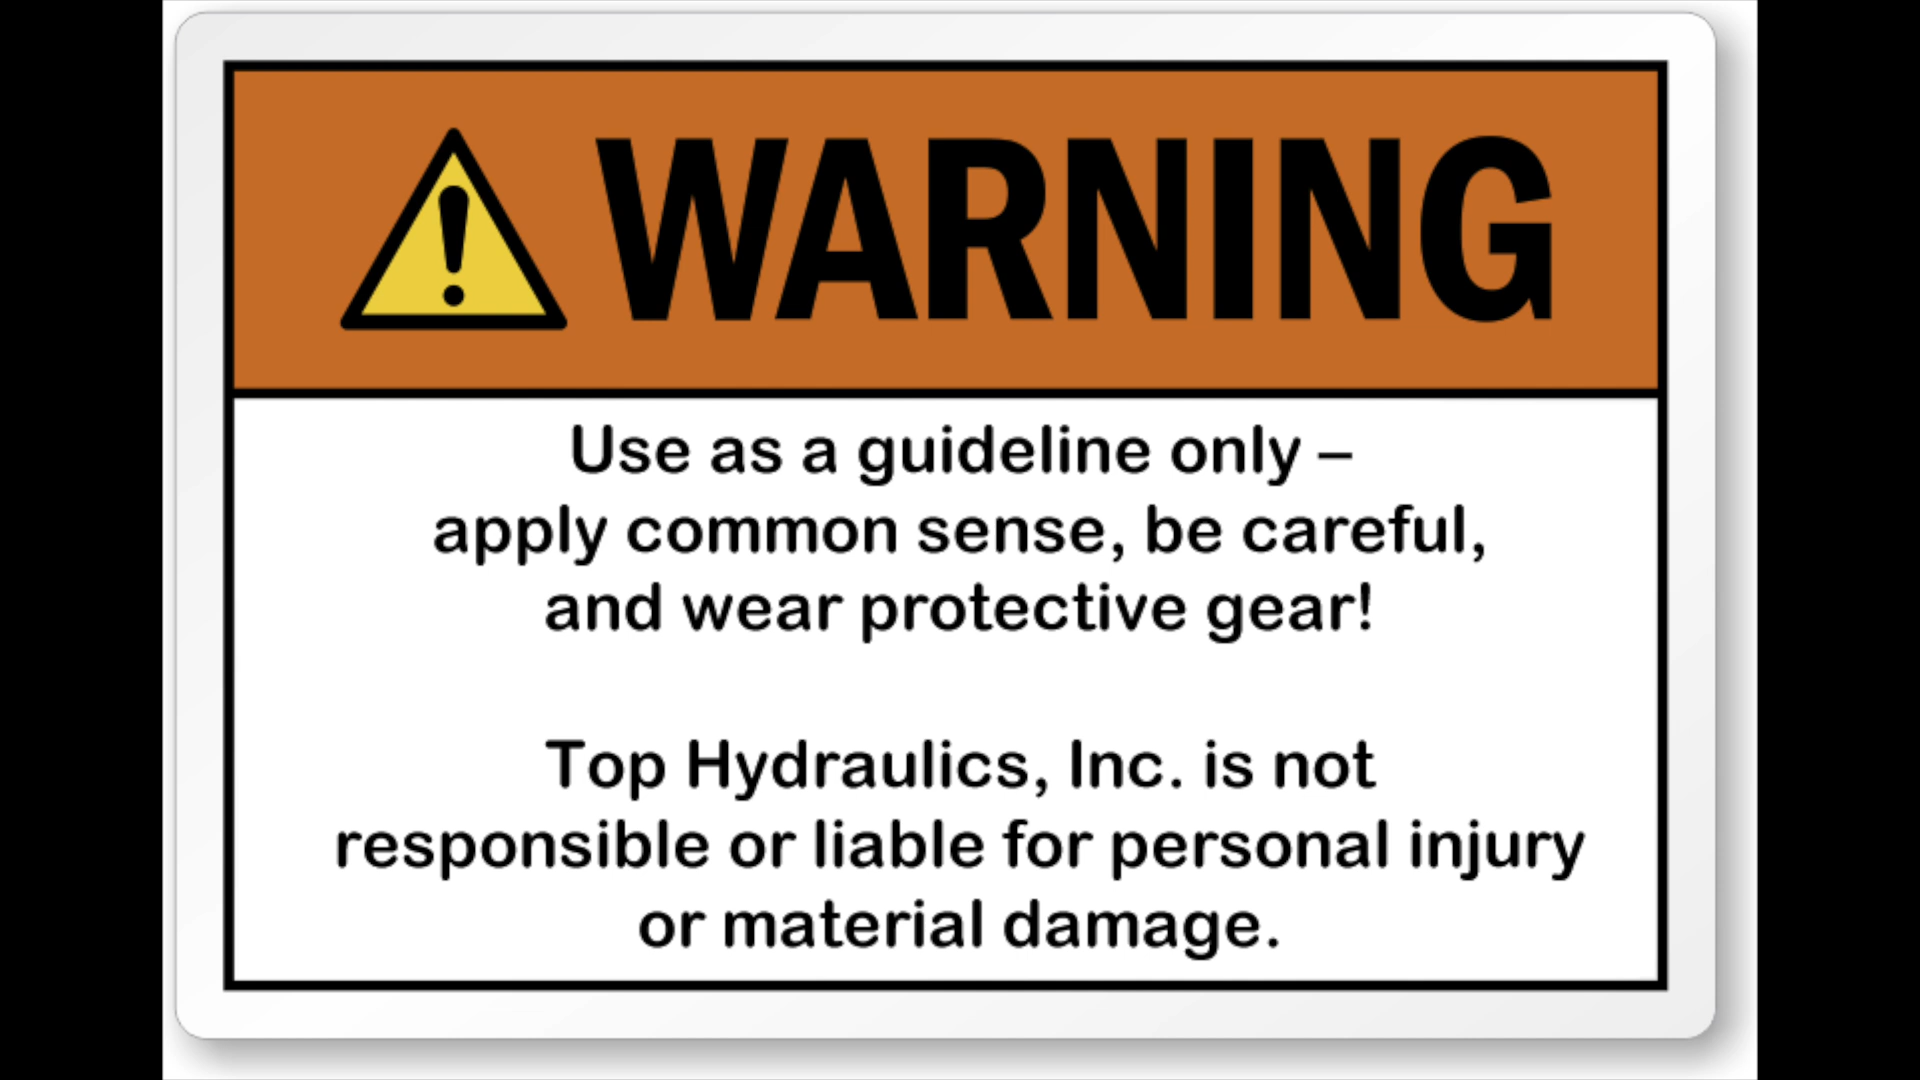 WARNING
Use as a guideline only –
apply common sense, be careful,
and wear protective gear!
Top Hydraulics, Inc. is not
responsible or liable for personal injury
or material damage.